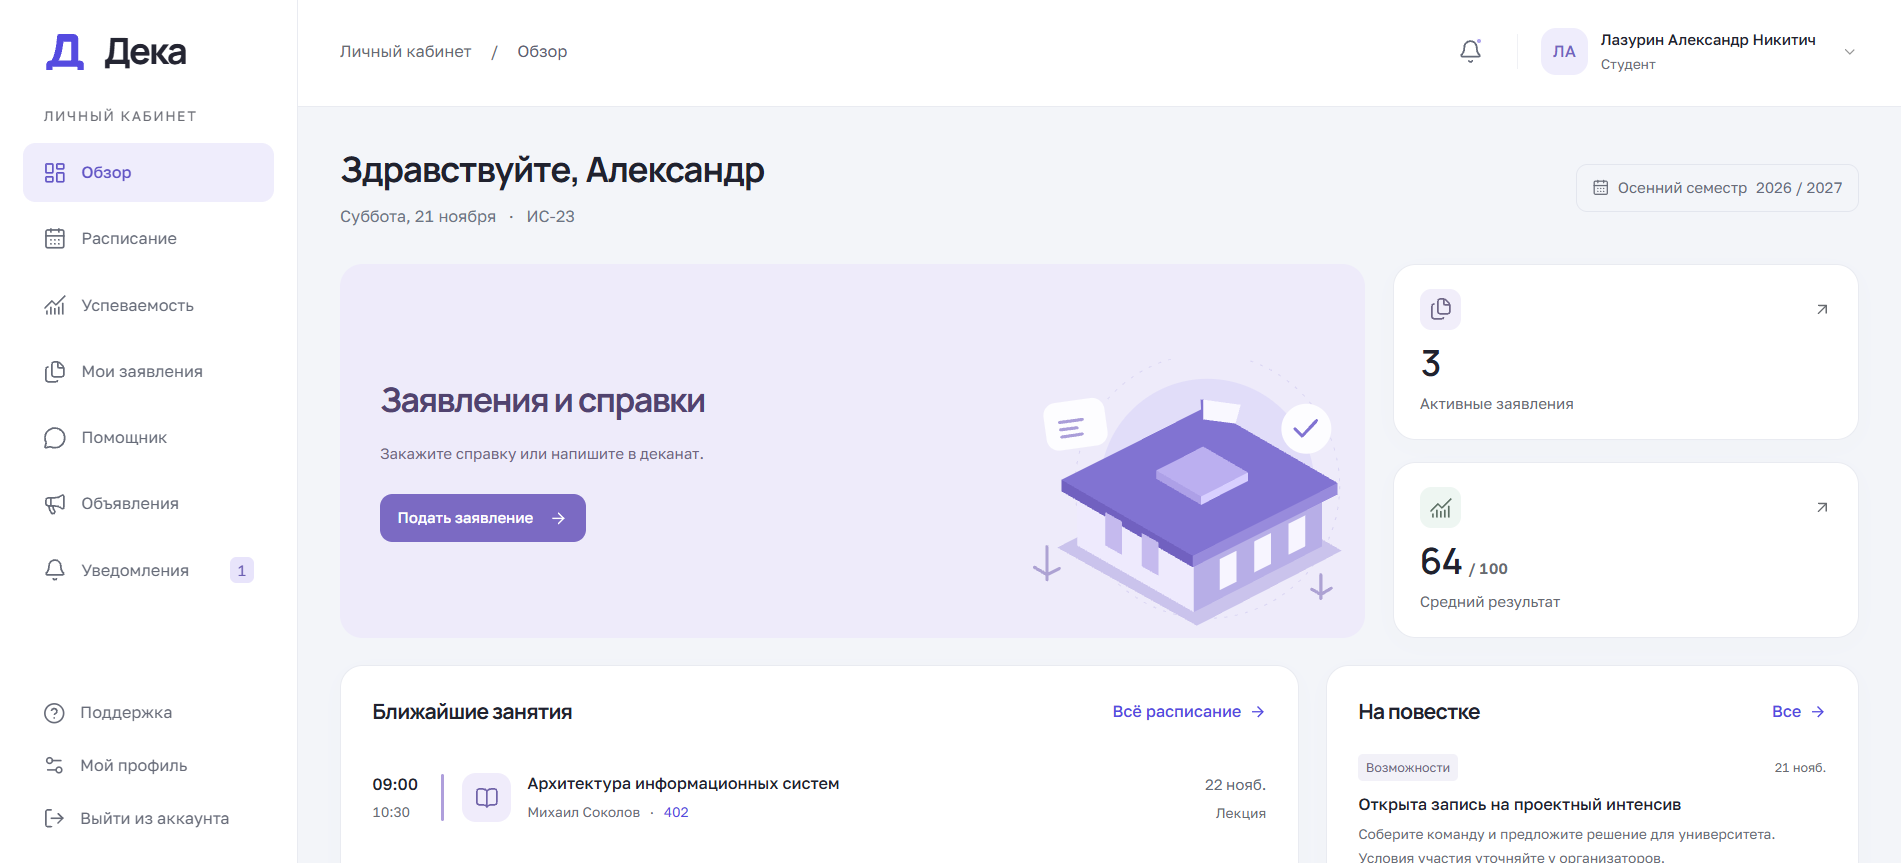 Д Дека
ЛИЧНЫЙ КАБИНЕТ
Обзор
Расписание
Успеваемость
Мои заявления
Помощник
Объявления
Уведомления 1
Поддержка
Мой профиль
Выйти из аккаунта
Личный кабинет / Обзор
ЛА
Лазурин Александр Никитич
Студент
Здравствуйте, Александр
Суббота, 21 ноября · ИС-23
Осенний семестр 2026 / 2027
Заявления и справки
Закажите справку или напишите в деканат.
Подать заявление
3
Активные заявления
64 / 100
Средний результат
Ближайшие занятия
Всё расписание
09:00
10:30
Архитектура информационных систем
Михаил Соколов · 402
22 нояб.
Лекция
На повестке
Все
Возможности
21 нояб.
Открыта запись на проектный интенсив
Соберите команду и предложите решение для университета.
Условия участия уточняйте у организаторов.